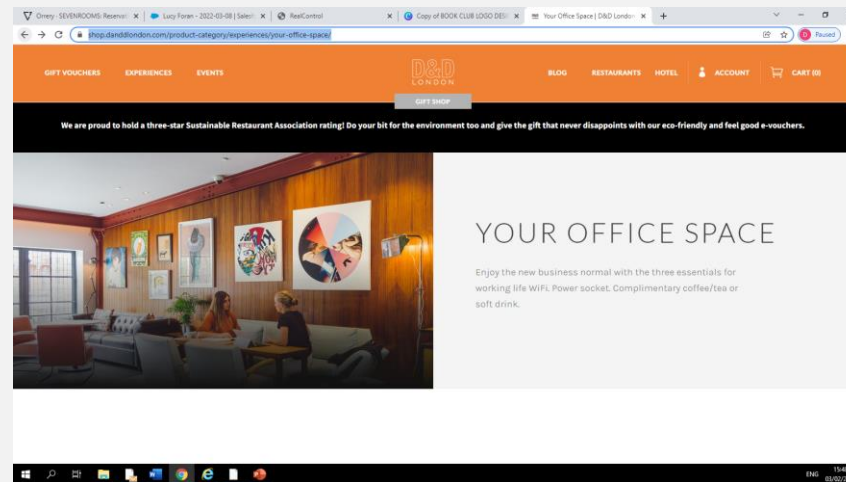 Orrery - SEVENROOMS: Reservati
Lucy Foran - 2022-03-08 | Salesfo
RealControl
Copy of BOOK CLUB LOGO DESI
Your Office Space | D&D London
shop.danddlondon.com/product-category/experiences/your-office-space/
Paused
GIFT VOUCHERS EXPERIENCES EVENTS
D&D
LONDON
BLOG RESTAURANTS HOTEL ACCOUNT CART (0)
GIFT SHOP
We are proud to hold a three-star Sustainable Restaurant Association rating! Do your bit for the environment too and give the gift that never disappoints with our eco-friendly and feel good e-vouchers.
YOUR OFFICE SPACE
Enjoy the new business normal with the three essentials for
working life WiFi. Power socket. Complimentary coffee/tea or
soft drink.
ENG